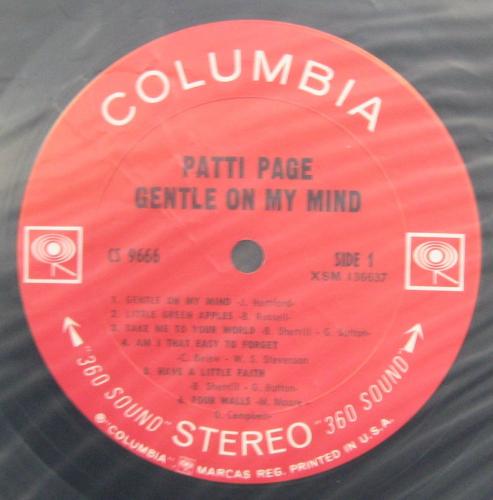 COLUMBIA
PATTI PAGE
GENTLE ON MY MIND
CS 9666
SIDE 1
XSM 136637
1. GENTLE ON MY MIND -J. Hartford-
2. LITTLE GREEN APPLES -B. Russell-
3. TAKE ME TO YOUR WORLD -B. Sherrill - G. Sutton-
4. AM I THAT EASY TO FORGET
-C. Belew - W. S. Stevenson
5. HAVE A LITTLE FAITH
-B. Sherrill - G. Sutton-
6. FOUR WALLS -M. Moore -
G. Campbell-
"360 SOUND" STEREO "360 SOUND"
"COLUMBIA" MARCAS REG. PRINTED IN U.S.A.